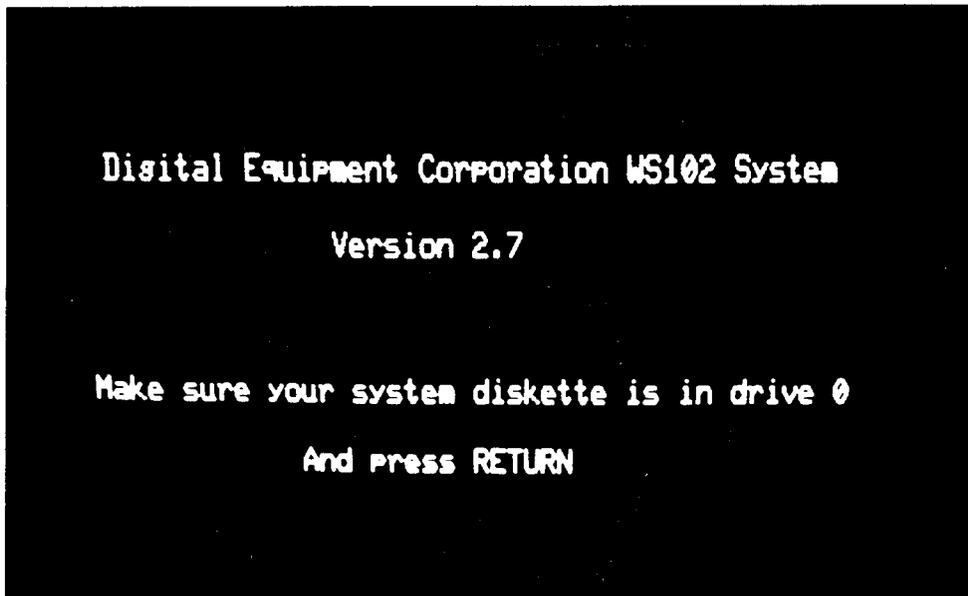 Digital Equipment Corporation WS102 System
Version 2.7
Make sure your system diskette is in drive 0
And press RETURN